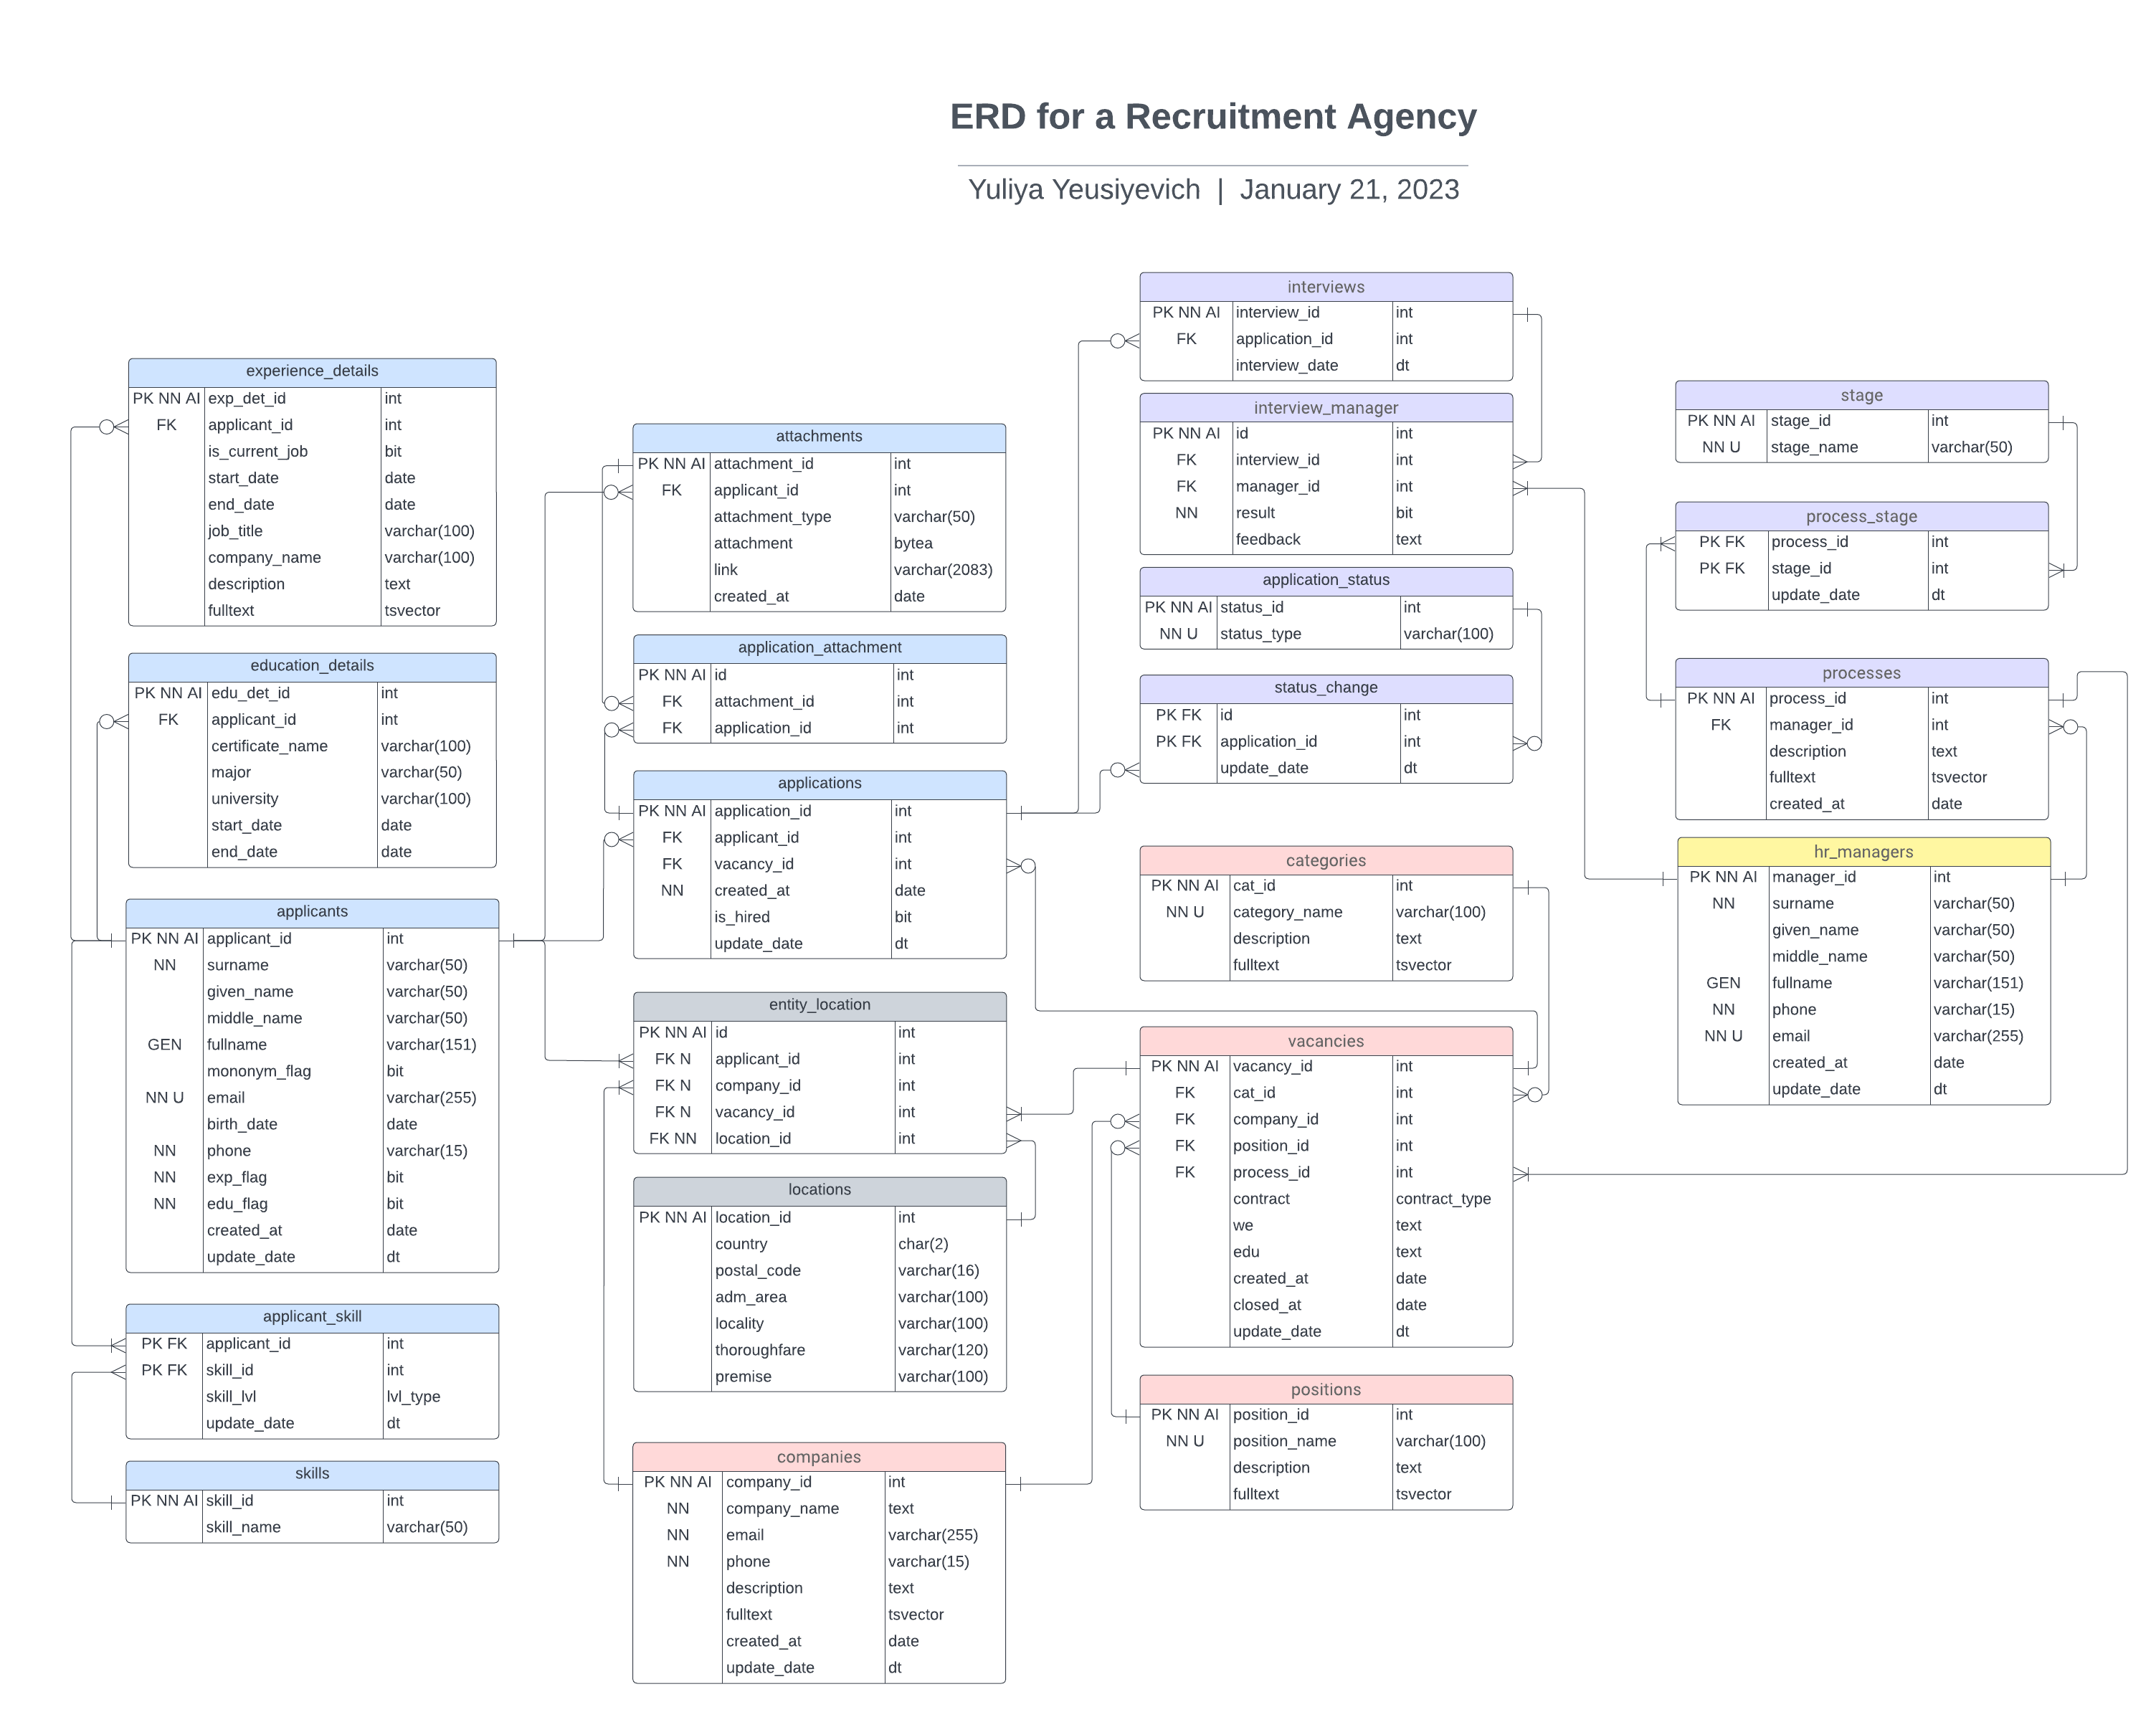 ERD for a Recruitment Agency
Yuliya Yeusiyevich | January 21, 2023
experience_details
PK NN AI exp_det_id int
FK applicant_id int
is_current_job bit
start_date date
end_date date
job_title varchar(100)
company_name varchar(100)
description text
fulltext tsvector
education_details
PK NN AI edu_det_id int
FK applicant_id int
certificate_name varchar(100)
major varchar(50)
university varchar(100)
start_date date
end_date date
applicants
PK NN AI applicant_id int
NN surname varchar(50)
given_name varchar(50)
middle_name varchar(50)
GEN fullname varchar(151)
mononym_flag bit
NN U email varchar(255)
birth_date date
NN phone varchar(15)
NN exp_flag bit
NN edu_flag bit
created_at date
update_date dt
applicant_skill
PK FK applicant_id int
PK FK skill_id int
skill_lvl lvl_type
update_date dt
skills
PK NN AI skill_id int
skill_name varchar(50)
attachments
PK NN AI attachment_id int
FK applicant_id int
attachment_type varchar(50)
attachment bytea
link varchar(2083)
created_at date
application_attachment
PK NN AI id int
FK attachment_id int
FK application_id int
applications
PK NN AI application_id int
FK applicant_id int
FK vacancy_id int
NN created_at date
is_hired bit
update_date dt
entity_location
PK NN AI id int
FK N applicant_id int
FK N company_id int
FK N vacancy_id int
FK NN location_id int
locations
PK NN AI location_id int
country char(2)
postal_code varchar(16)
adm_area varchar(100)
locality varchar(100)
thoroughfare varchar(120)
premise varchar(100)
companies
PK NN AI company_id int
NN company_name text
NN email varchar(255)
NN phone varchar(15)
description text
fulltext tsvector
created_at date
update_date dt
interviews
PK NN AI interview_id int
FK application_id int
interview_date dt
interview_manager
PK NN AI id int
FK interview_id int
FK manager_id int
NN result bit
feedback text
application_status
PK NN AI status_id int
NN U status_type varchar(100)
status_change
PK FK id int
PK FK application_id int
update_date dt
categories
PK NN AI cat_id int
NN U category_name varchar(100)
description text
fulltext tsvector
vacancies
PK NN AI vacancy_id int
FK cat_id int
FK company_id int
FK position_id int
FK process_id int
contract contract_type
we text
edu text
created_at date
closed_at date
update_date dt
positions
PK NN AI position_id int
NN U position_name varchar(100)
description text
fulltext tsvector
stage
PK NN AI stage_id int
NN U stage_name varchar(50)
process_stage
PK FK process_id int
PK FK stage_id int
update_date dt
processes
PK NN AI process_id int
FK manager_id int
description text
fulltext tsvector
created_at date
hr_managers
PK NN AI manager_id int
NN surname varchar(50)
given_name varchar(50)
middle_name varchar(50)
GEN fullname varchar(151)
NN phone varchar(15)
NN U email varchar(255)
created_at date
update_date dt